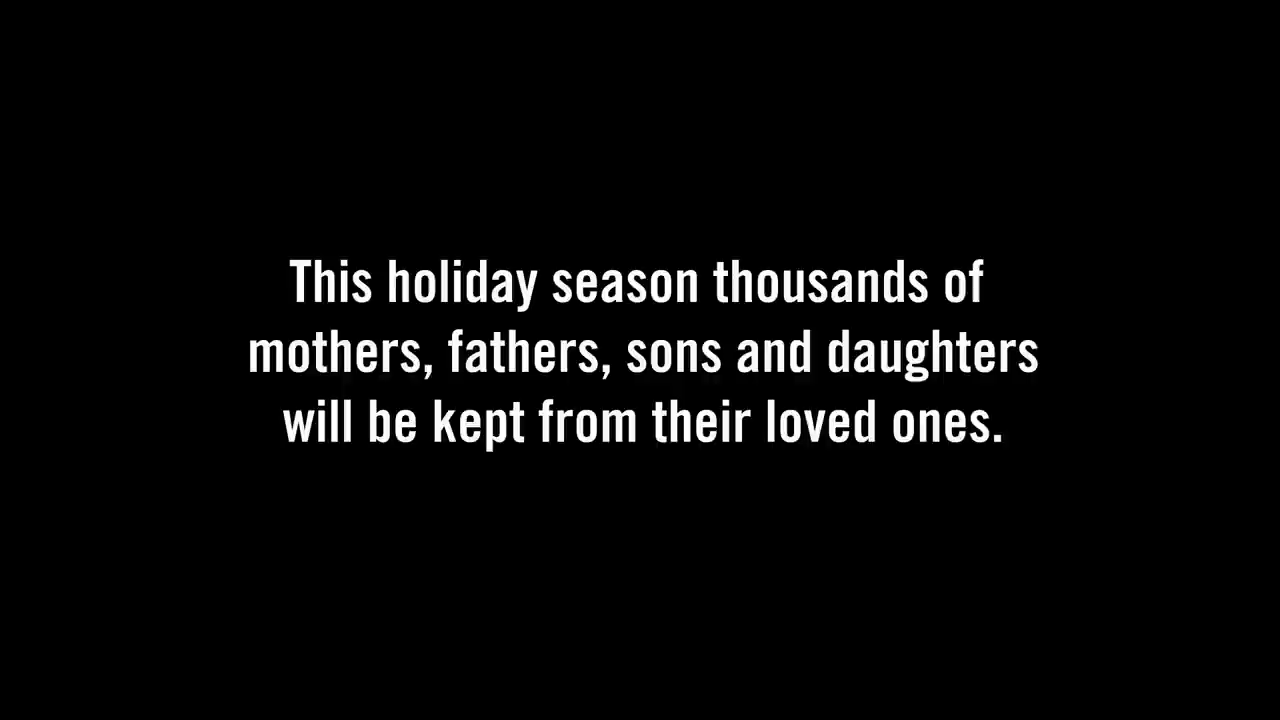 This holiday season thousands of
mothers, fathers, sons and daughters
will be kept from their loved ones.